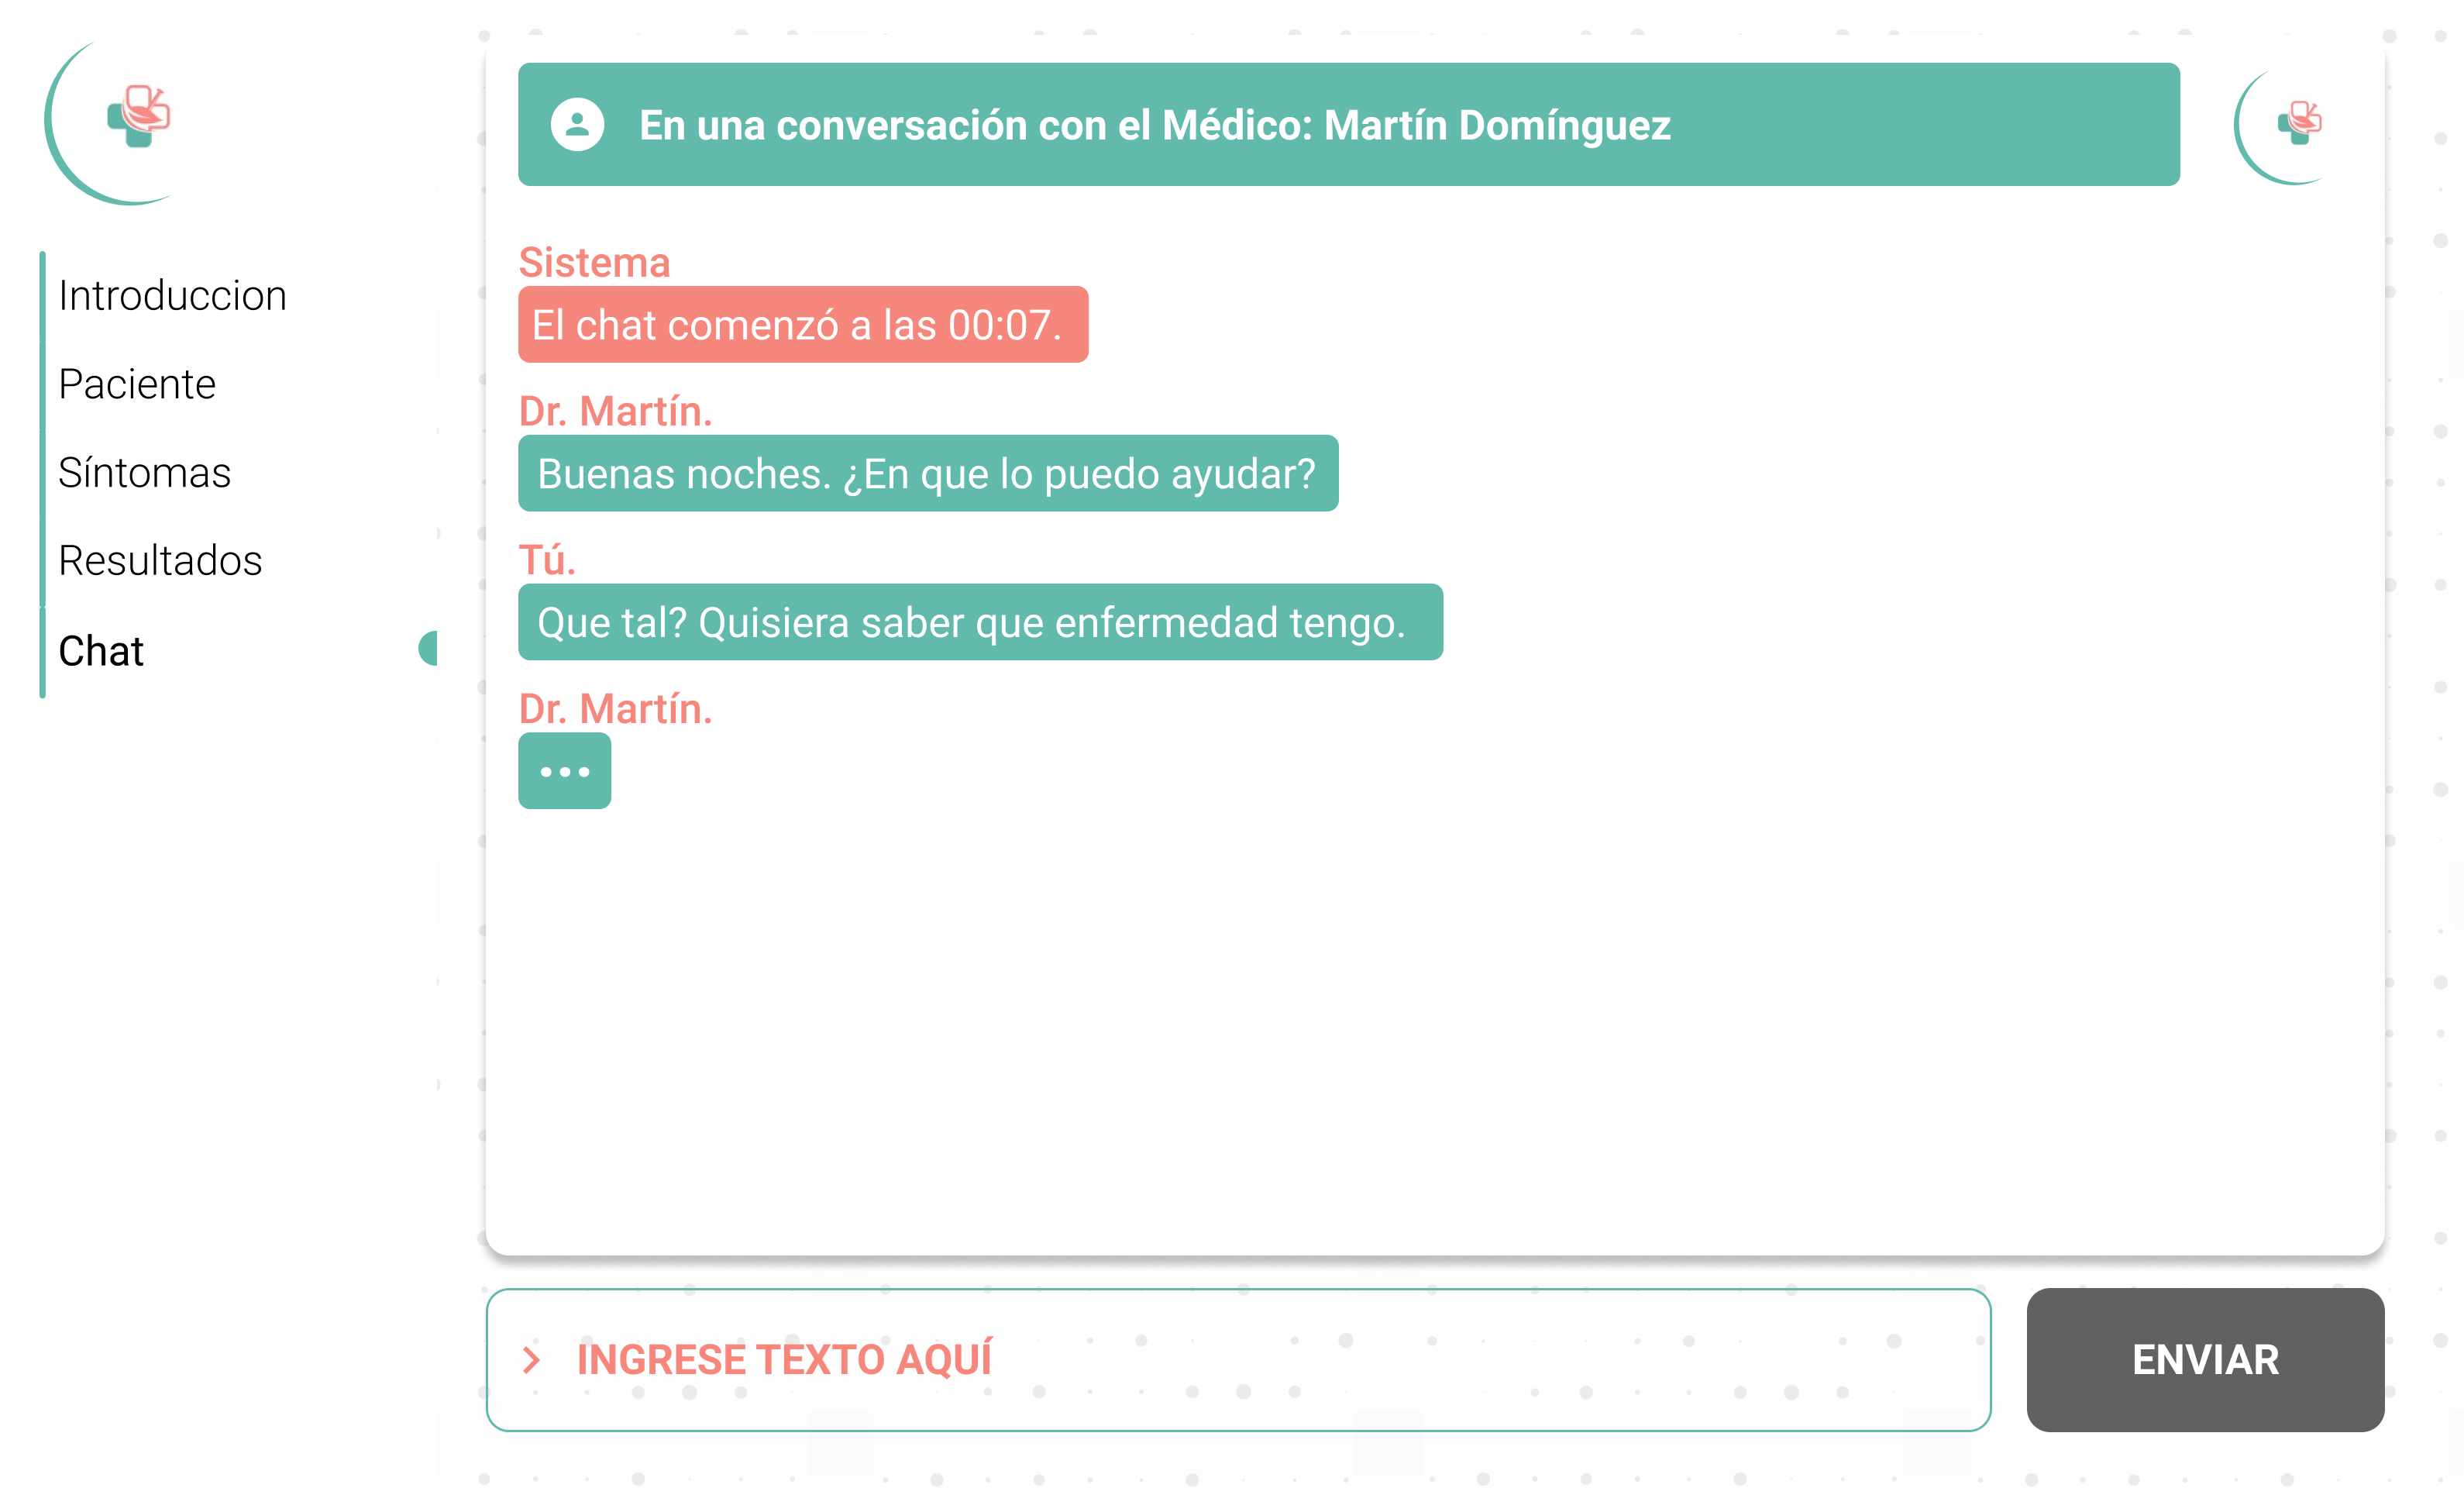 Introduccion
Paciente
Síntomas
Resultados
Chat
En una conversación con el Médico: Martín Domínguez
Sistema
El chat comenzó a las 00:07.
Dr. Martín.
Buenas noches. ¿En que lo puedo ayudar?
Tú.
Que tal? Quisiera saber que enfermedad tengo.
Dr. Martín.
...
INGRESE TEXTO AQUÍ
ENVIAR